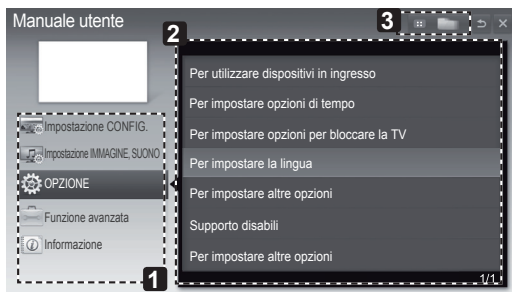 Manuale utente
3
2
Impostazione CONFIG.
Impostazione IMMAGINE, SUONO
OPZIONE
Funzione avanzata
Informazione
1
Per utilizzare dispositivi in ingresso
Per impostare opzioni di tempo
Per impostare opzioni per bloccare la TV
Per impostare la lingua
Per impostare altre opzioni
Supporto disabili
Per impostare altre opzioni
1/1